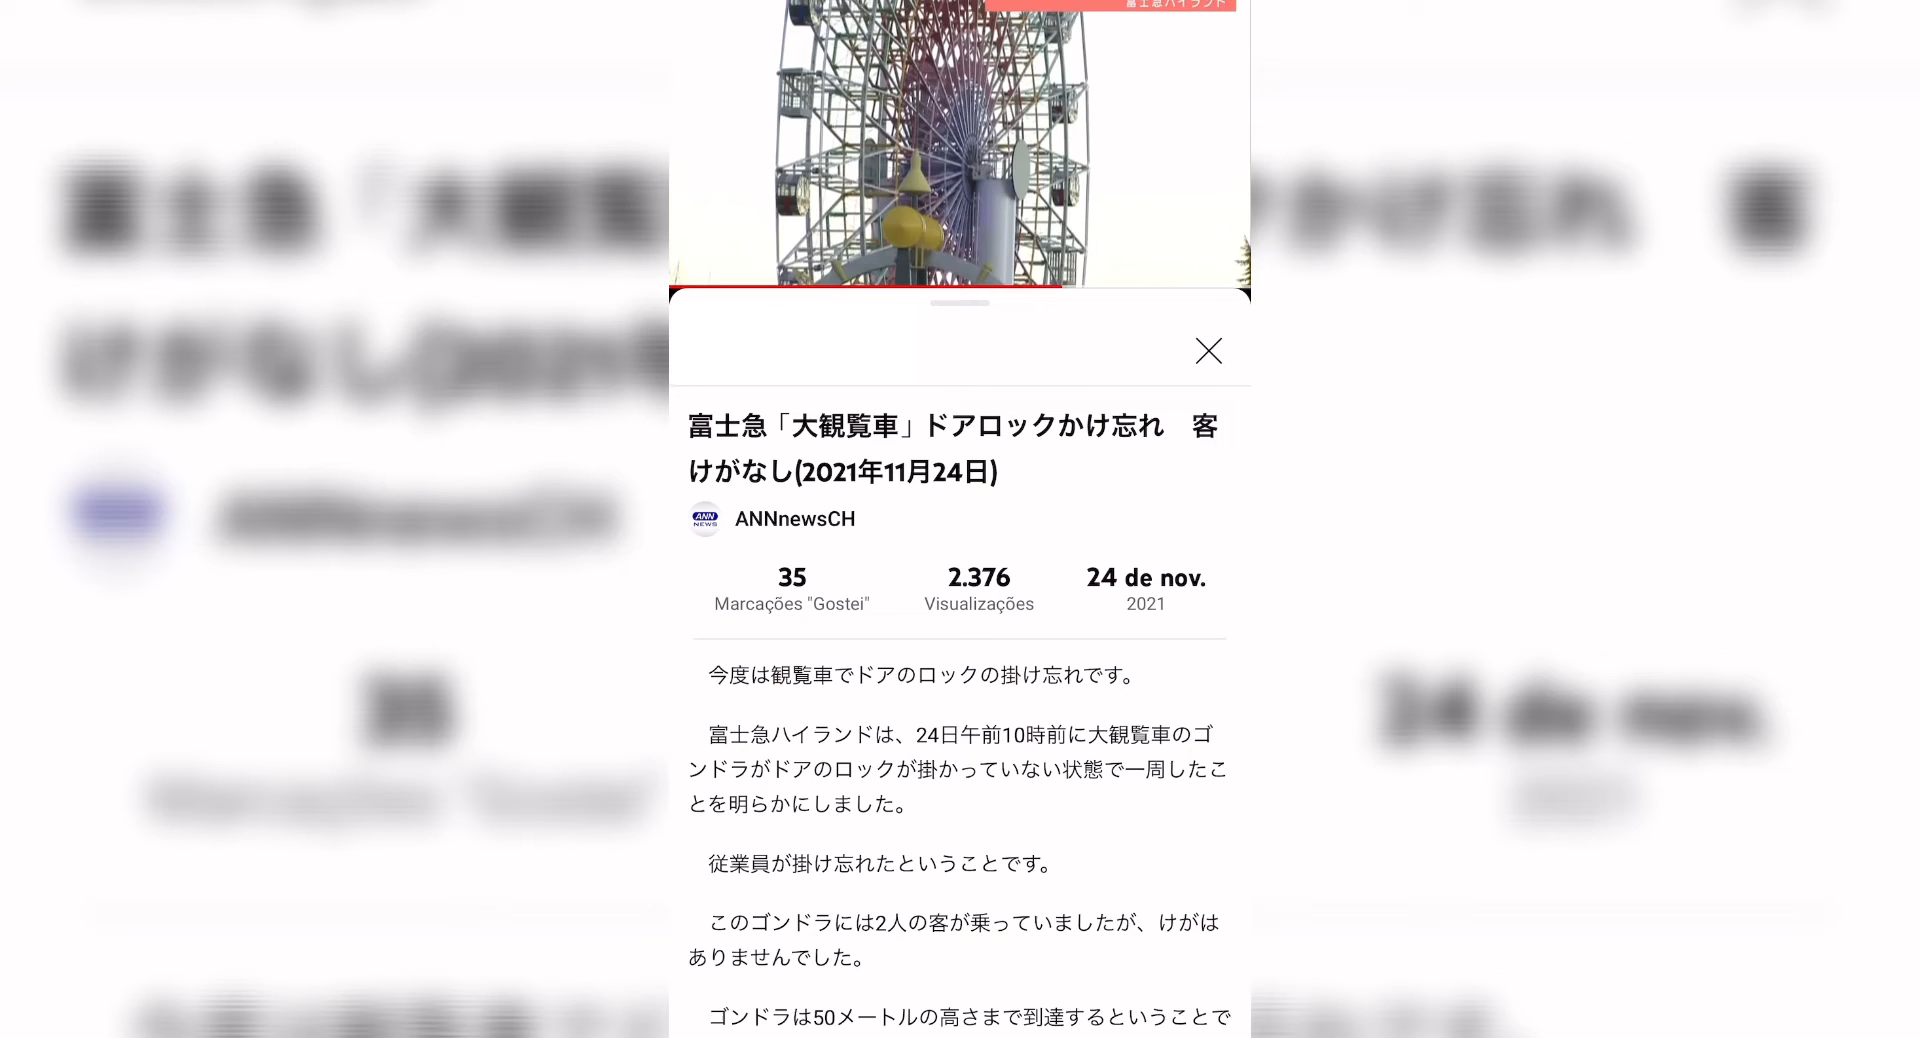 富士急ハイランド
富士急「大観覧車」ドアロックかけ忘れ　客
けがなし(2021年11月24日)
ANN
NEWS
ANNnewsCH
35
2.376
24 de nov.
Marcações "Gostei"
Visualizações
2021
今度は観覧車でドアのロックの掛け忘れです。
富士急ハイランドは、24日午前10時前に大観覧車のゴ
ンドラがドアのロックが掛かっていない状態で一周したこ
とを明らかにしました。
従業員が掛け忘れたということです。
このゴンドラには2人の客が乗っていましたが、けがは
ありませんでした。
ゴンドラは50メートルの高さまで到達するということで